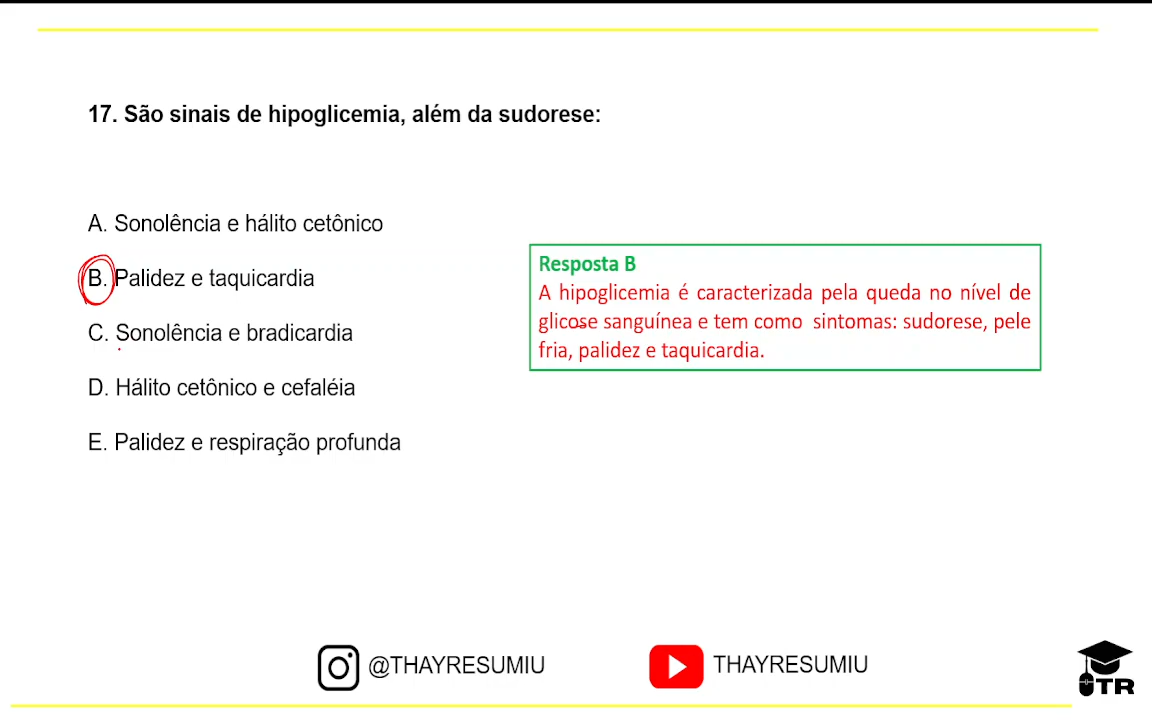 17. São sinais de hipoglicemia, além da sudorese:
A. Sonolência e hálito cetônico
B. Palidez e taquicardia
C. Sonolência e bradicardia
D. Hálito cetônico e cefaléia
E. Palidez e respiração profunda
Resposta B
A hipoglicemia é caracterizada pela queda no nível de
glicose sanguínea e tem como sintomas: sudorese, pele
fria, palidez e taquicardia.
@THAYRESUMIU
THAYRESUMIU
TR